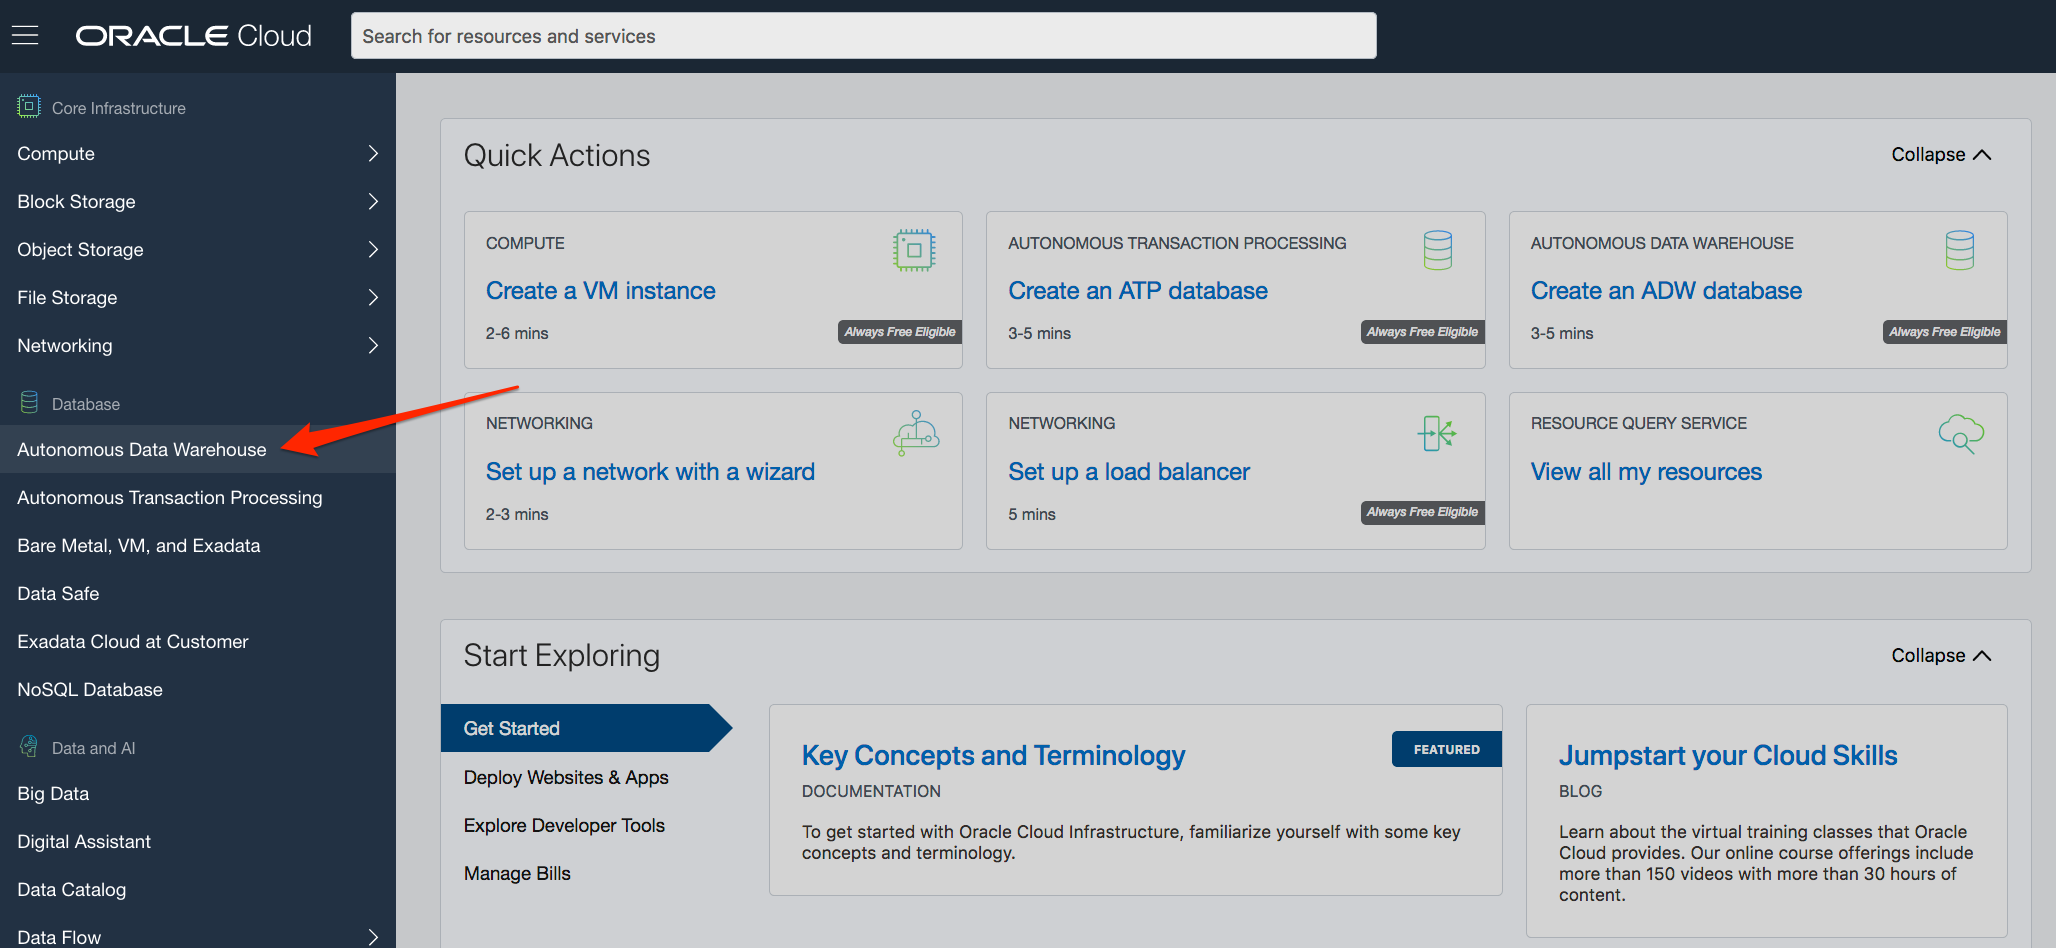 ORACLE Cloud
Search for resources and services
Core Infrastructure
Compute
Block Storage
Object Storage
File Storage
Networking
Database
Autonomous Data Warehouse
Autonomous Transaction Processing
Bare Metal, VM, and Exadata
Data Safe
Exadata Cloud at Customer
NoSQL Database
Data and AI
Big Data
Digital Assistant
Data Catalog
Data Flow
Quick Actions
Collapse
COMPUTE
Create a VM instance
2-6 mins
Always Free Eligible
AUTONOMOUS TRANSACTION PROCESSING
Create an ATP database
3-5 mins
Always Free Eligible
AUTONOMOUS DATA WAREHOUSE
Create an ADW database
3-5 mins
Always Free Eligible
NETWORKING
Set up a network with a wizard
2-3 mins
NETWORKING
Set up a load balancer
5 mins
Always Free Eligible
RESOURCE QUERY SERVICE
View all my resources
Start Exploring
Collapse
Get Started
Deploy Websites & Apps
Explore Developer Tools
Manage Bills
Key Concepts and Terminology
FEATURED
DOCUMENTATION
To get started with Oracle Cloud Infrastructure, familiarize yourself with some key
concepts and terminology.
Jumpstart your Cloud Skills
BLOG
Learn about the virtual training classes that Oracle
Cloud provides. Our online course offerings include
more than 150 videos with more than 30 hours of
content.